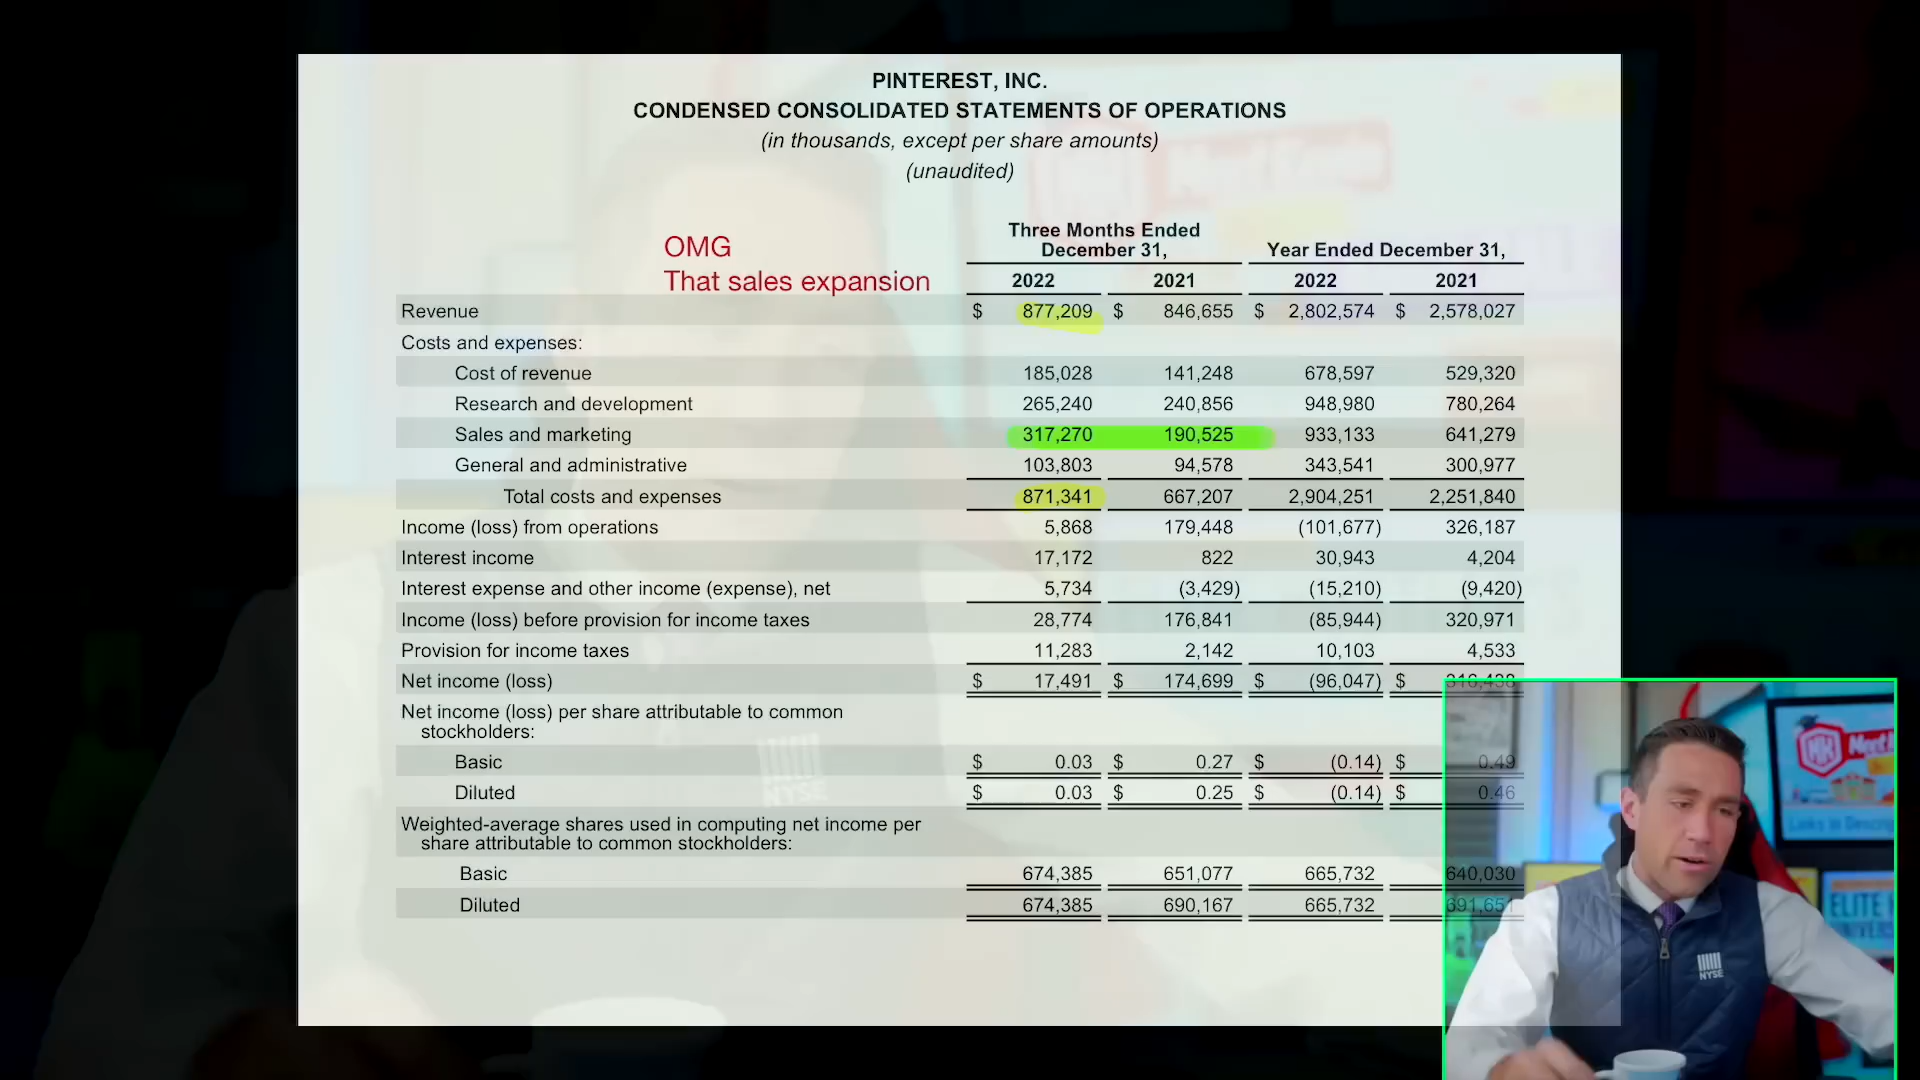 PINTEREST, INC.
CONDENSED CONSOLIDATED STATEMENTS OF OPERATIONS
(in thousands, except per share amounts)
(unaudited)
OMG
That sales expansion
Three Months Ended December 31, Year Ended December 31,
2022 2021 2022 2021
Revenue $ 877,209 $ 846,655 $ 2,802,574 $ 2,578,027
Costs and expenses:
Cost of revenue 185,028 141,248 678,597 529,320
Research and development 265,240 240,856 948,980 780,264
Sales and marketing 317,270 190,525 933,133 641,279
General and administrative 103,803 94,578 343,541 300,977
Total costs and expenses 871,341 667,207 2,904,251 2,251,840
Income (loss) from operations 5,868 179,448 (101,677) 326,187
Interest income 17,172 822 30,943 4,204
Interest expense and other income (expense), net 5,734 (3,429) (15,210) (9,420)
Income (loss) before provision for income taxes 28,774 176,841 (85,944) 320,971
Provision for income taxes 11,283 2,142 10,103 4,533
Net income (loss) $ 17,491 $ 174,699 $ (96,047) $ 316,438
Net income (loss) per share attributable to common
stockholders:
Basic $ 0.03 $ 0.27 $ (0.14) $ 0.49
Diluted $ 0.03 $ 0.25 $ (0.14) $ 0.46
Weighted-average shares used in computing net income per
share attributable to common stockholders:
Basic 674,385 651,077 665,732 640,030
Diluted 674,385 690,167 665,732 691,651
Meet
Links in
ELITE
NYSE
NYSE